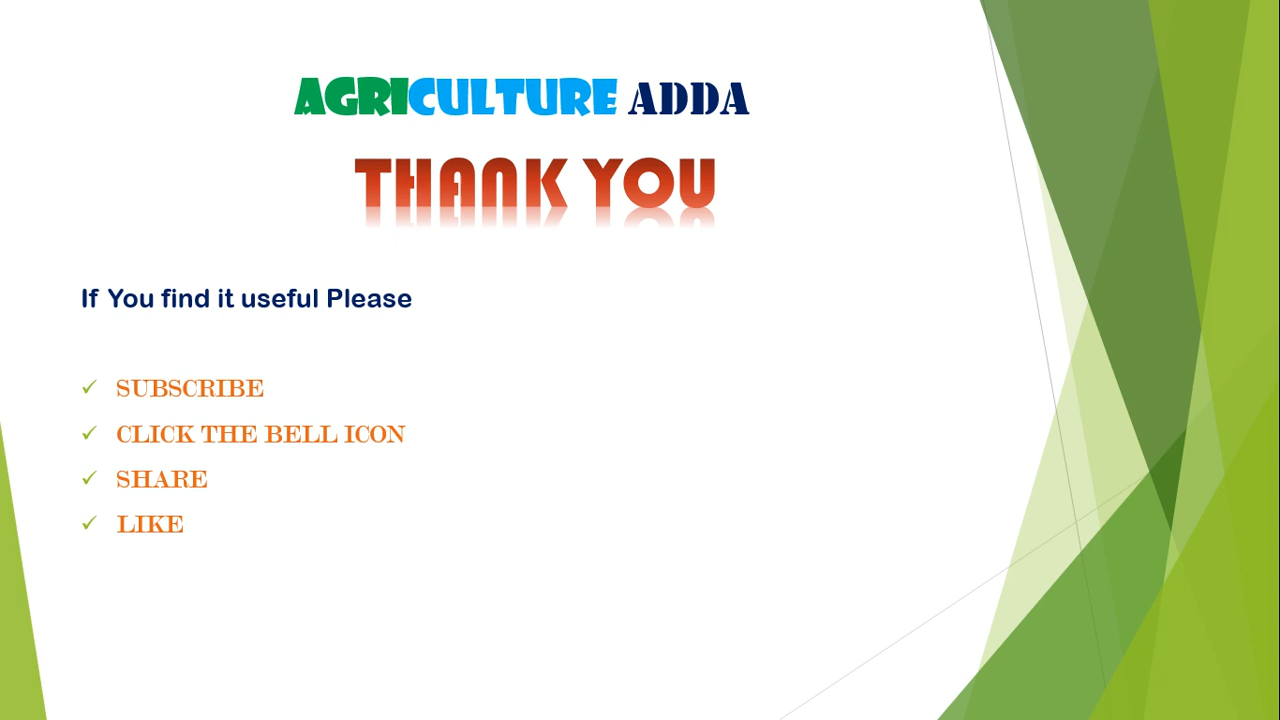 AGRICULTURE ADDA
THANK YOU
If You find it useful Please
✓ SUBSCRIBE
✓ CLICK THE BELL ICON
✓ SHARE
✓ LIKE